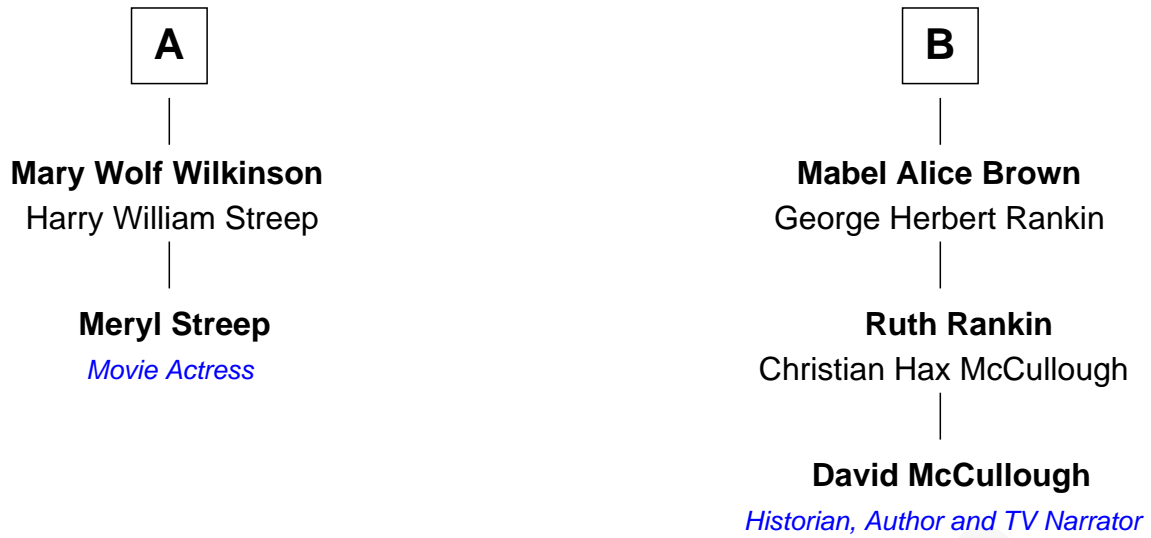 A
Mary Wolf Wilkinson
Harry William Streep
Meryl Streep
Movie Actress
B
Mabel Alice Brown
George Herbert Rankin
Ruth Rankin
Christian Hax McCullough
David McCullough
Historian, Author and TV Narrator